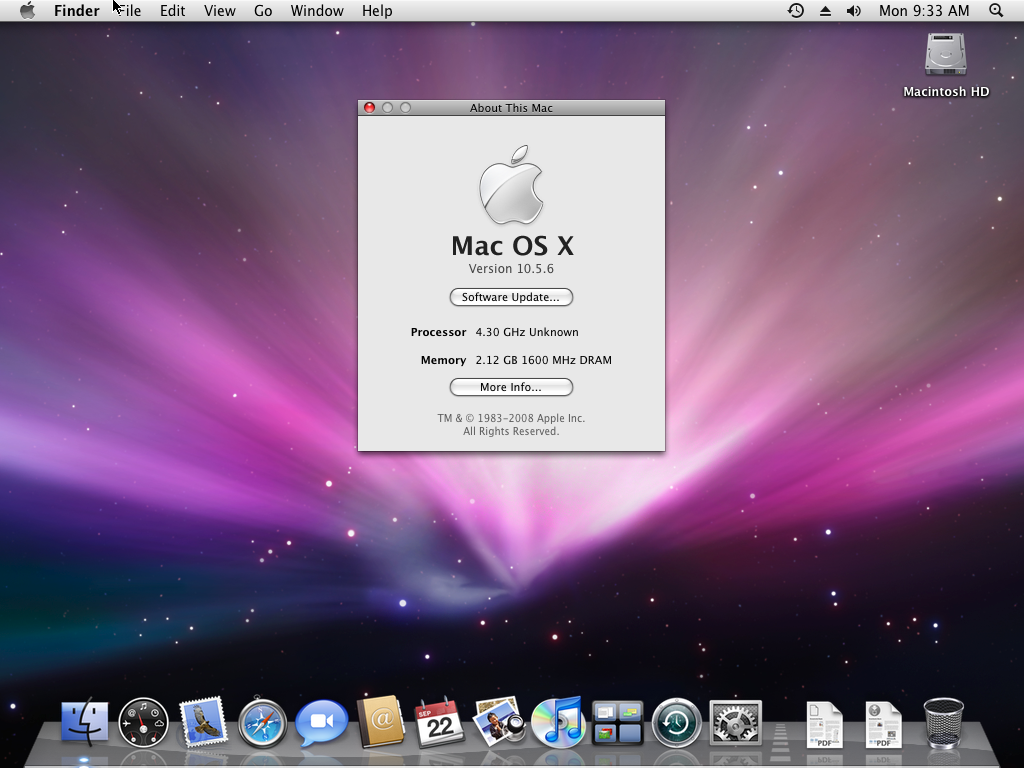 Finder File Edit View Go Window Help Mon 9:33 AM
Macintosh HD
About This Mac
Mac OS X
Version 10.5.6
Software Update...
Processor 4.30 GHz Unknown
Memory 2.12 GB 1600 MHz DRAM
More Info...
TM & © 1983-2008 Apple Inc.
All Rights Reserved.
@
SEP
22
PDF
PDF